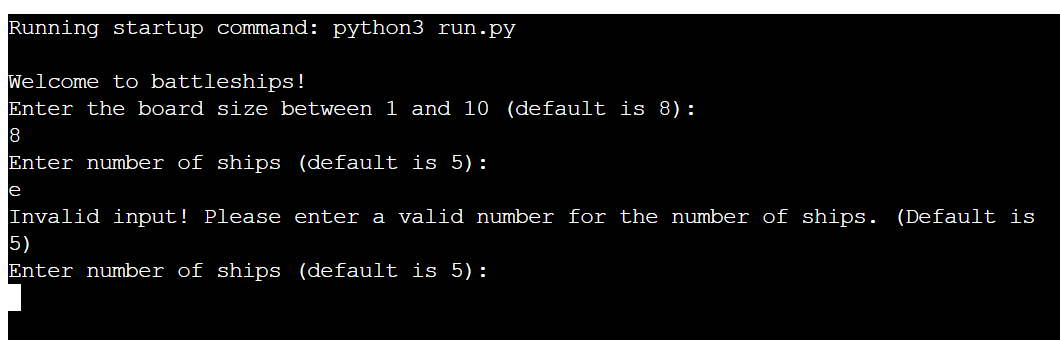 Running startup command: python3 run.py
Welcome to battleships!
Enter the board size between 1 and 10 (default is 8):
8
Enter number of ships (default is 5):
e
Invalid input! Please enter a valid number for the number of ships. (Default is
5)
Enter number of ships (default is 5):